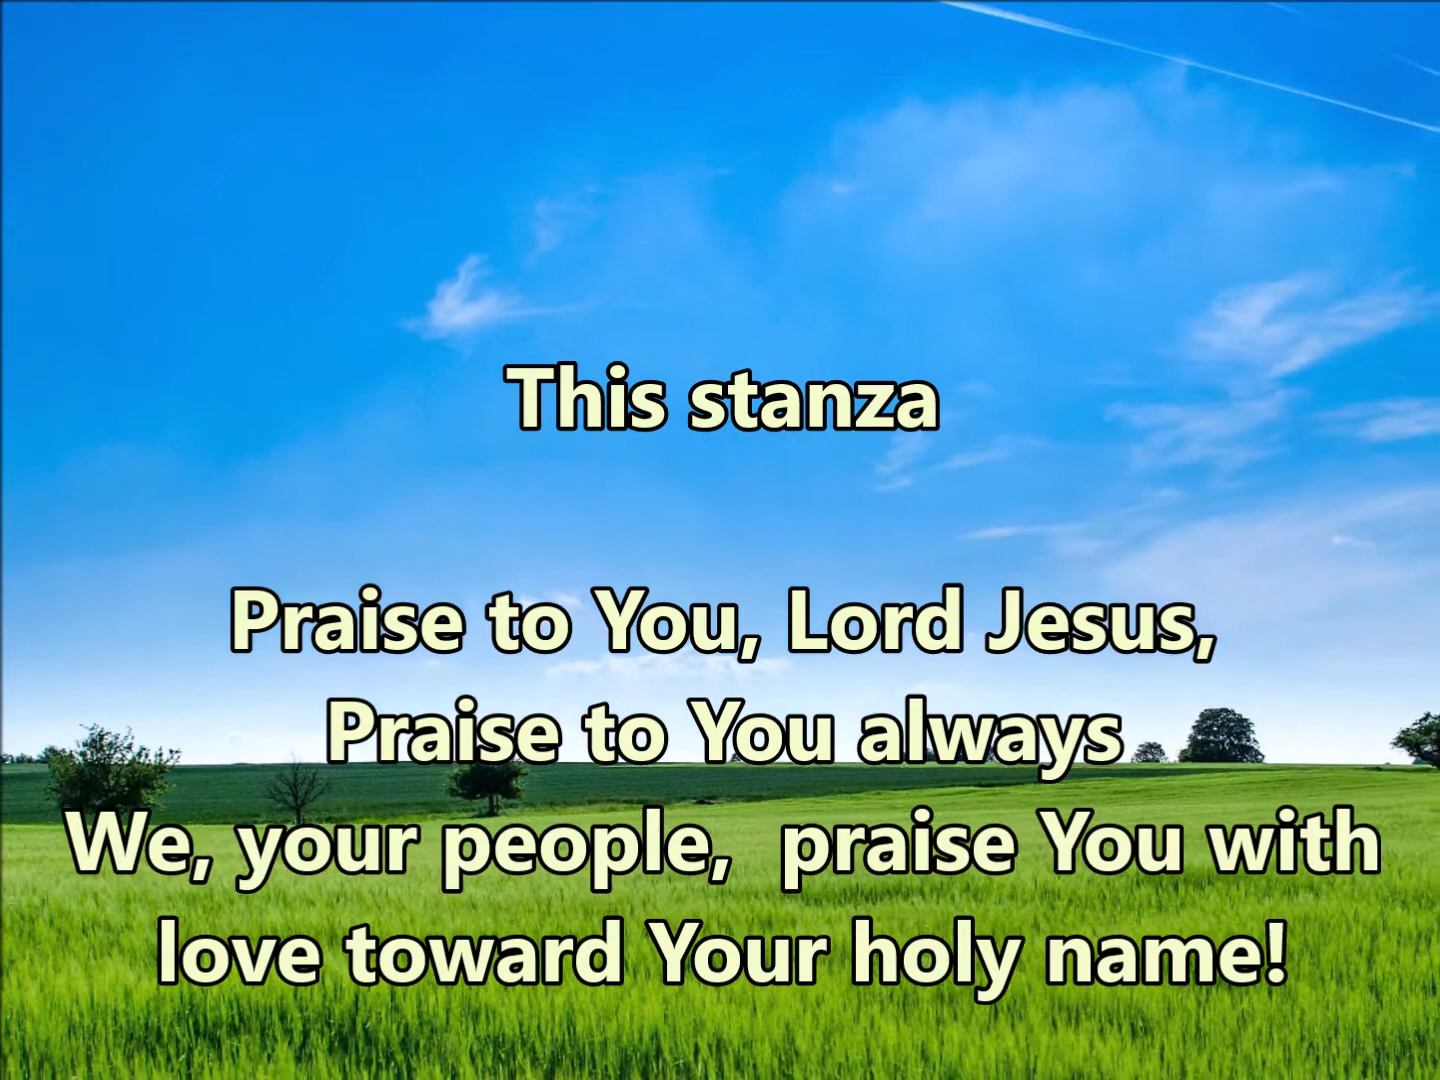 This stanza
Praise to You, Lord Jesus,
Praise to You always
We, your people,  praise You with
love toward Your holy name!